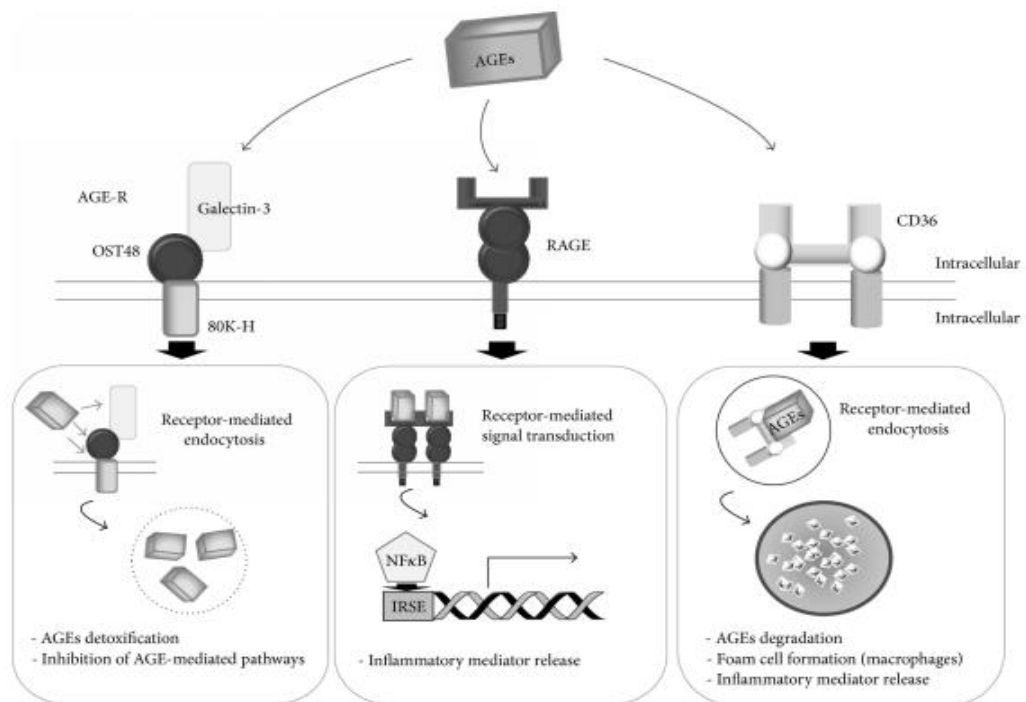 AGEs
AGE-R
Galectin-3
OST48
80K-H
RAGE
CD36
Intracellular
Intracellular
Receptor-mediated
endocytosis
- AGEs detoxification
- Inhibition of AGE-mediated pathways
Receptor-mediated
signal transduction
NFκB
IRSE
- Inflammatory mediator release
AGEs
Receptor-mediated
endocytosis
- AGEs degradation
- Foam cell formation (macrophages)
- Inflammatory mediator release